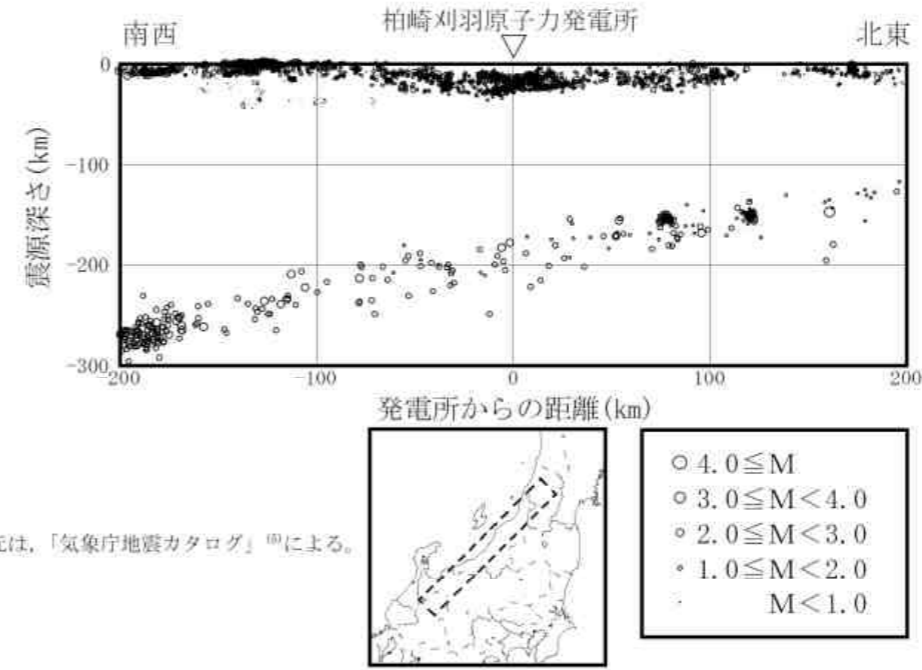 柏崎刈羽原子力発電所
南西
北東
震源深さ(km)
0
-100
-200
-300
-200
-100
0
100
200
発電所からの距離(km)
元は，「気象庁地震カタログ」⁽⁶⁾による。
4.0≦M
3.0≦M<4.0
2.0≦M<3.0
1.0≦M<2.0
M<1.0